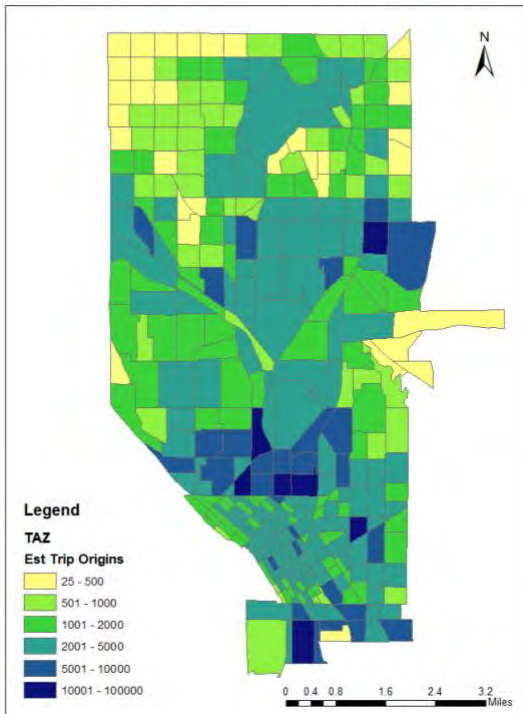 N
Legend
TAZ
Est Trip Origins
25 - 500
501 - 1000
1001 - 2000
2001 - 5000
5001 - 10000
10001 - 100000
0 0.4 0.8 1.6 2.4 3.2
Miles